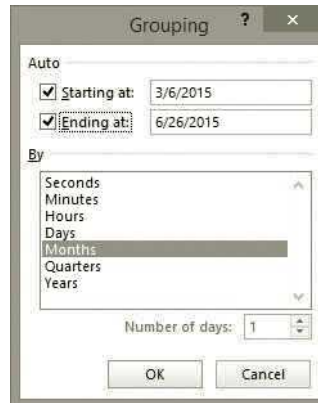 Grouping ? ×
Auto
Starting at: 3/6/2015
Ending at: 6/26/2015
By
Seconds
Minutes
Hours
Days
Months
Quarters
Years
Number of days: 1
OK Cancel